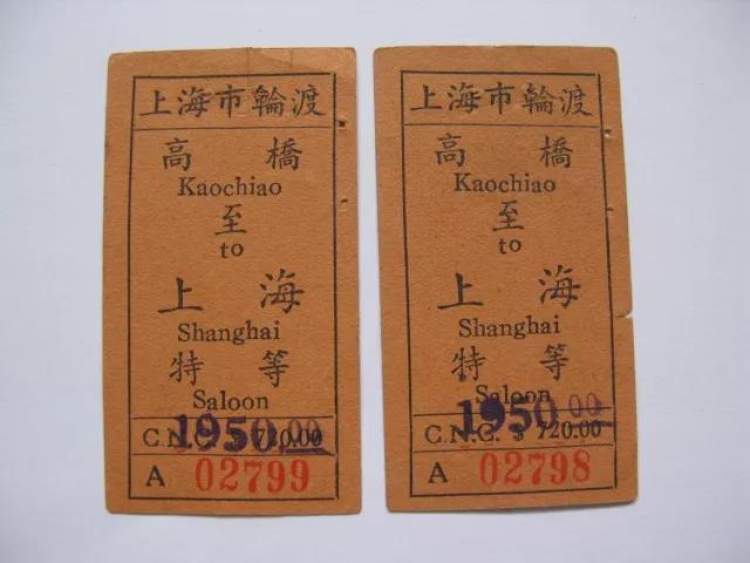 上海市輪渡
高橋
Kaochiao
至
to
上海
Shanghai
特等
Saloon
1950.00
C.N.C. $ 720.00
A 02799
上海市輪渡
高橋
Kaochiao
至
to
上海
Shanghai
特等
Saloon
1950.00
C.N.C. $ 720.00
A 02798